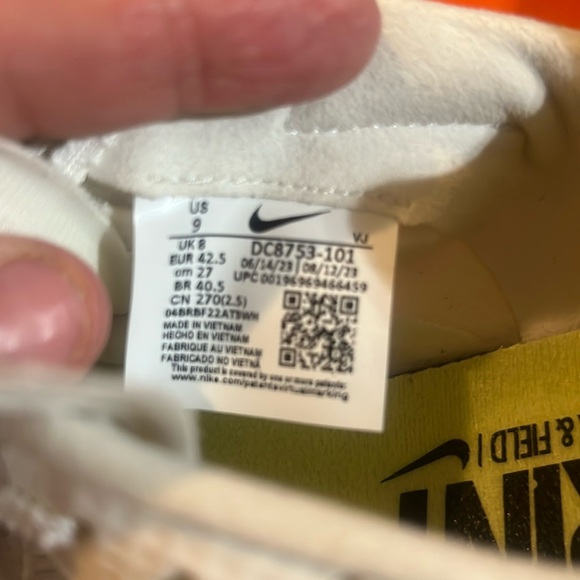 US
9
UK 8
EUR 42.5
cm 27
BR 40.5
CN 270(2.5)
VJ
DC8753-101
06/14/23 08/12/23
UPC 00196969466459
MADE IN VIETNAM
HECHO EN VIETNAM
FABRIQUE AU VIETNAM
FABRICADO NO VIETNÃ
This product is covered by one or more patents:
www.nike.com/patentsvirtualmarking
& FIELD |